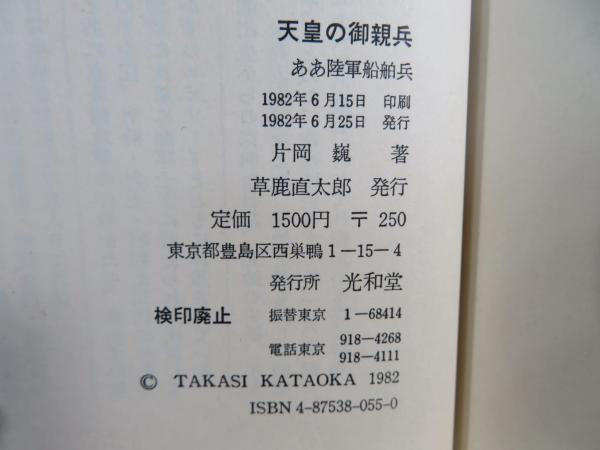 天皇の御親兵
ああ陸軍船舶兵
1982年6月15日 印刷
1982年6月25日 発行
片岡 巍 著
草鹿直太郎 発行
定価 1500円 〒250
東京都豊島区西巣鴨1－15－4
発行所 光和堂
検印廃止 振替東京 1－68414
電話東京 918－4268
918－4111
© TAKASI KATAOKA 1982
ISBN 4-87538-055-0